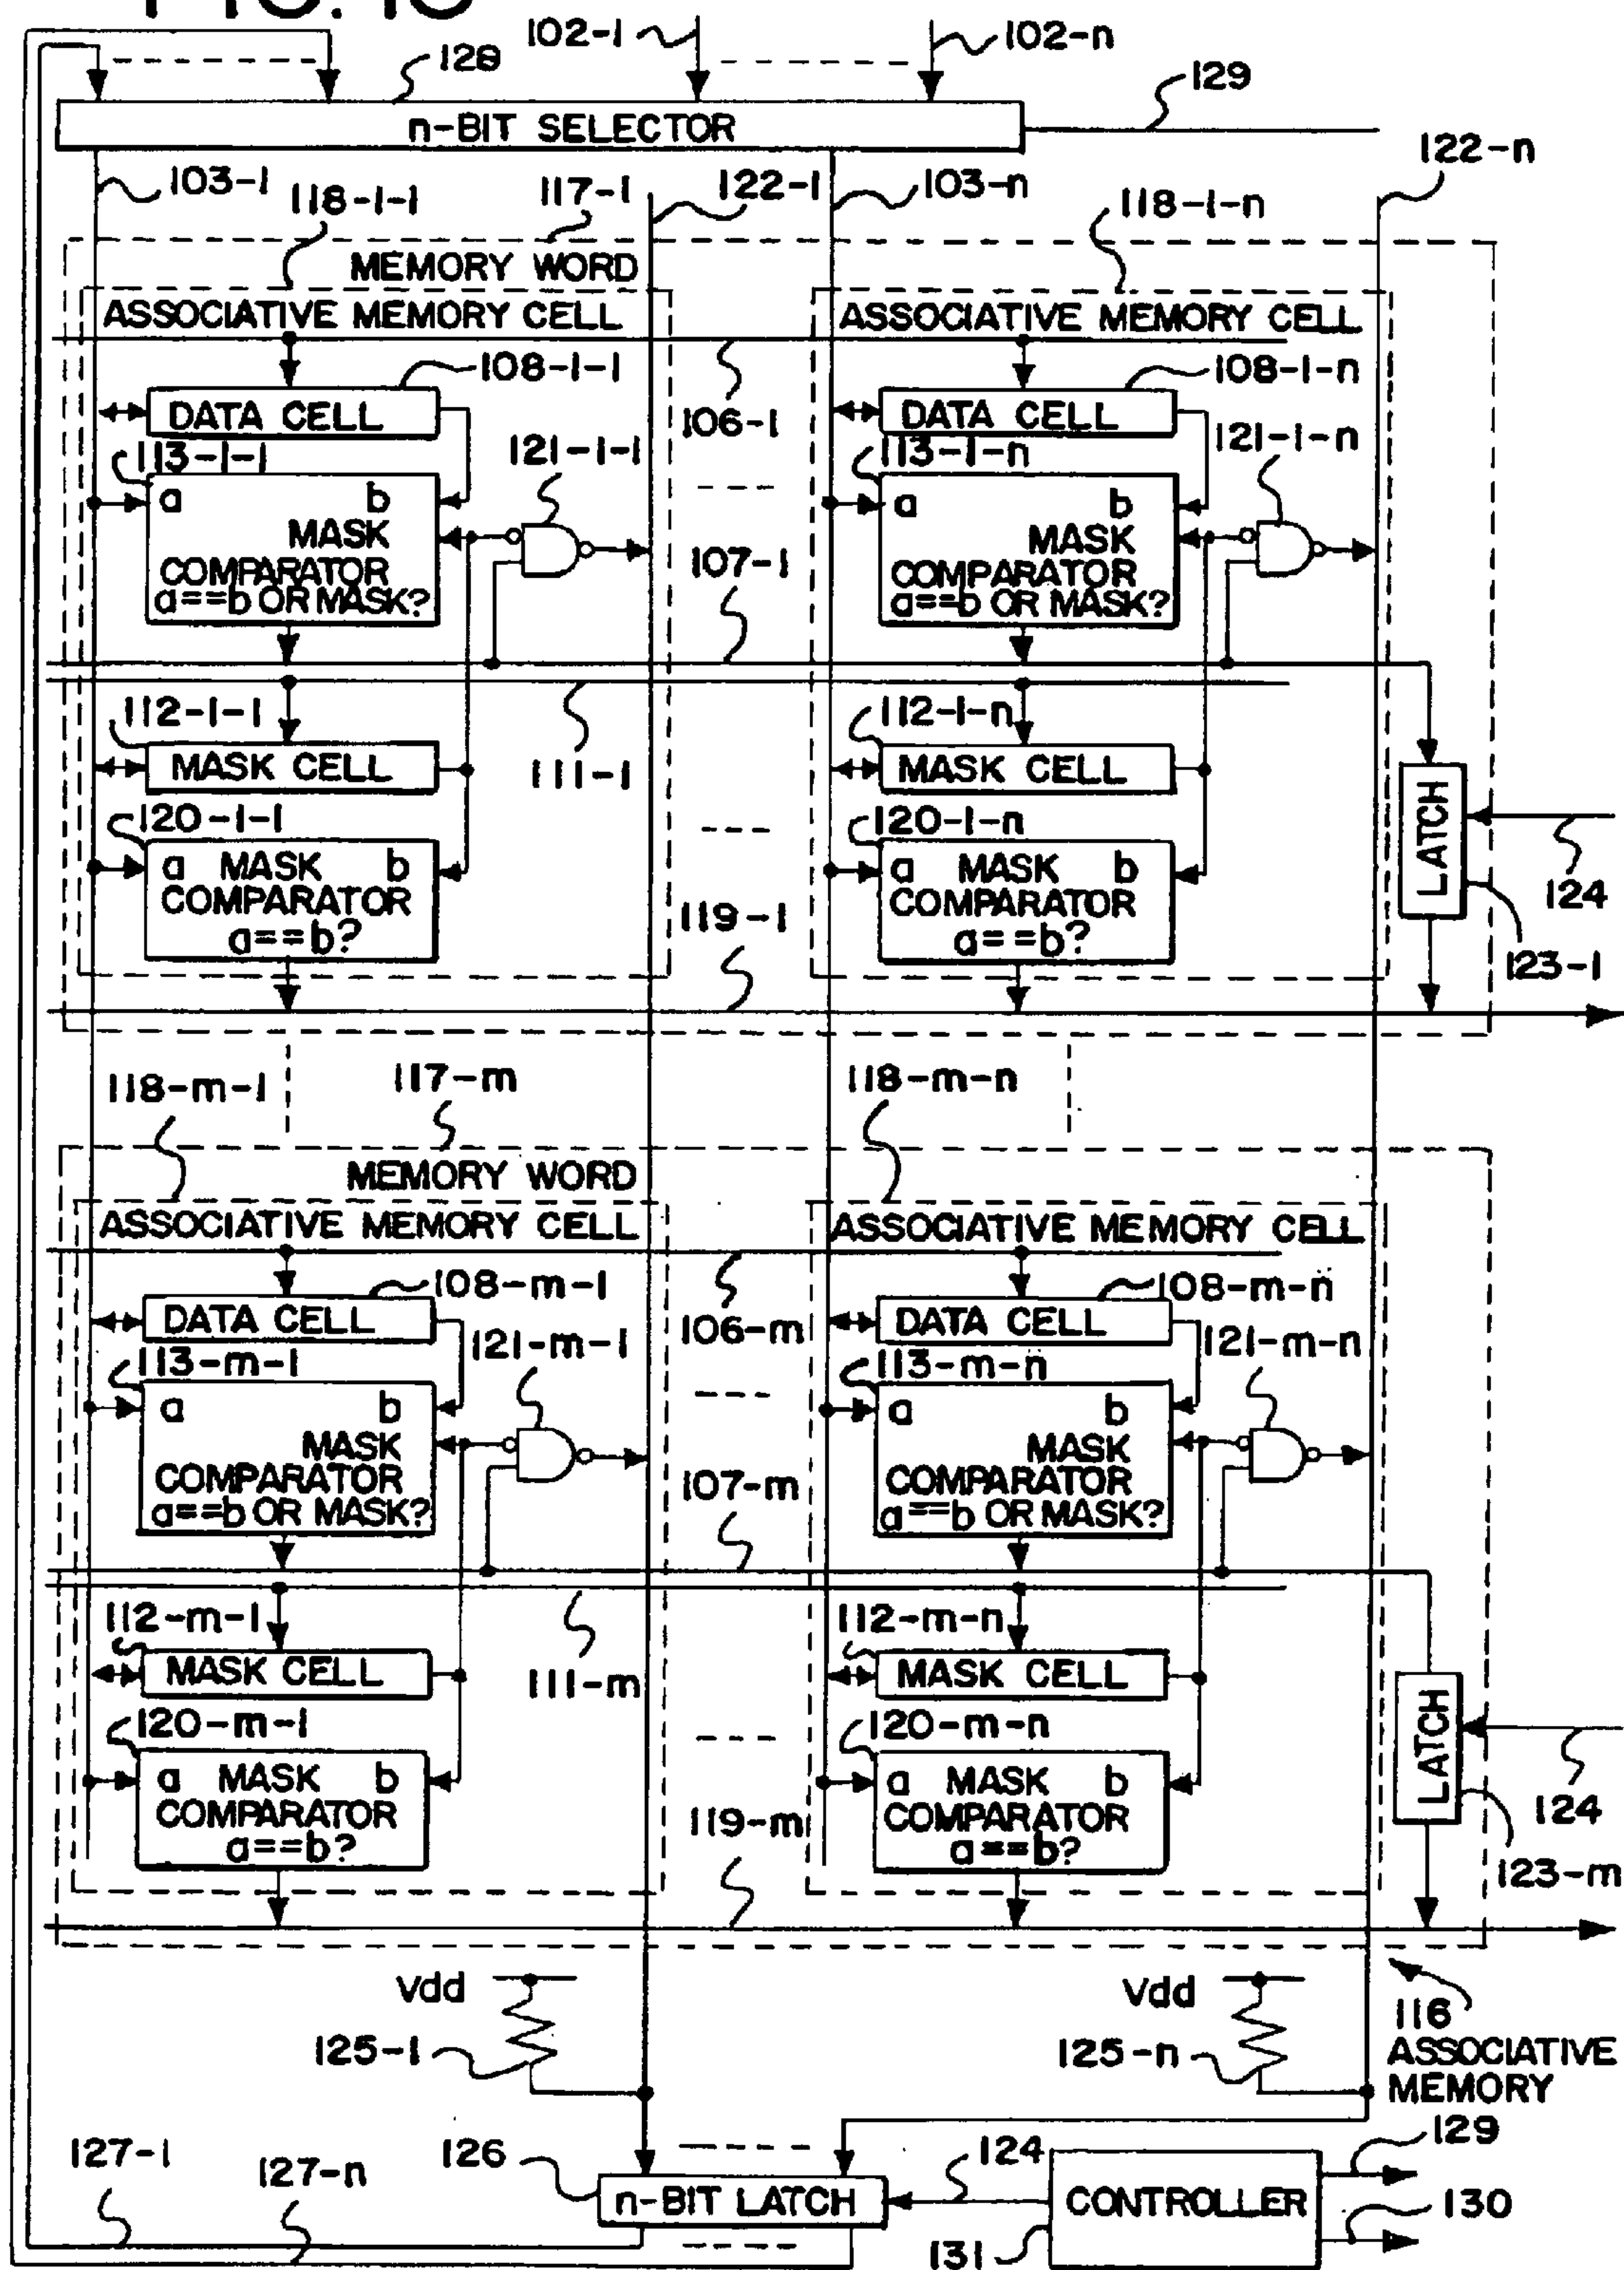 102-1 102-n
128 129
n-BIT SELECTOR
122-n
103-1 118-1-1 117-1 122-1 103-n 118-1-n
MEMORY WORD
ASSOCIATIVE MEMORY CELL ASSOCIATIVE MEMORY CELL
108-1-1 108-1-n
DATA CELL 106-1 DATA CELL
113-1-1 121-1-1 113-1-n 121-1-n
a b a b
MASK MASK
COMPARATOR 107-1 COMPARATOR
a==b OR MASK? a==b OR MASK?
112-1-1 112-1-n
MASK CELL 111-1 MASK CELL
120-1-1 120-1-n LATCH
a MASK b a MASK b 124
COMPARATOR 119-1 COMPARATOR
a==b? a==b? 123-1
118-m-1 117-m 118-m-n
MEMORY WORD
ASSOCIATIVE MEMORY CELL ASSOCIATIVE MEMORY CELL
108-m-1 108-m-n
DATA CELL 106-m DATA CELL
113-m-1 121-m-1 113-m-n 121-m-n
a b a b
MASK MASK
COMPARATOR 107-m COMPARATOR
a==b OR MASK? a==b OR MASK?
112-m-1 112-m-n
MASK CELL 111-m MASK CELL
120-m-1 120-m-n LATCH
a MASK b a MASK b
COMPARATOR 119-m COMPARATOR 124
a==b? a==b? 123-m
Vdd Vdd
116
125-1 125-n ASSOCIATIVE
MEMORY
127-1 127-n 126 124 129
n-BIT LATCH CONTROLLER 130
131